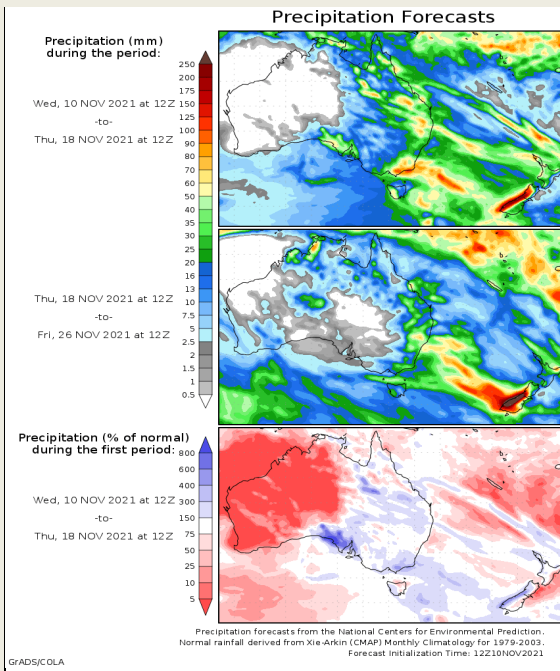 Precipitation Forecasts
Precipitation (mm)
during the period:
Wed, 10 NOV 2021 at 12Z
-to-
Thu, 18 NOV 2021 at 12Z
250
200
175
150
125
100
90
80
70
60
50
40
35
30
25
20
16
13
10
7.5
5
2.5
2
1.5
1
0.5
Thu, 18 NOV 2021 at 12Z
-to-
Fri, 26 NOV 2021 at 12Z
Precipitation (% of normal)
during the first period:
Wed, 10 NOV 2021 at 12Z
-to-
Thu, 18 NOV 2021 at 12Z
800
600
400
300
150
75
50
25
10
5
Precipitation forecasts from the National Centers for Environmental Prediction.
Normal rainfall derived from Xie-Arkin (CMAP) Monthly Climatology for 1979-2003.
Forecast Initialization Time: 12Z10NOV2021
GrADS/COLA